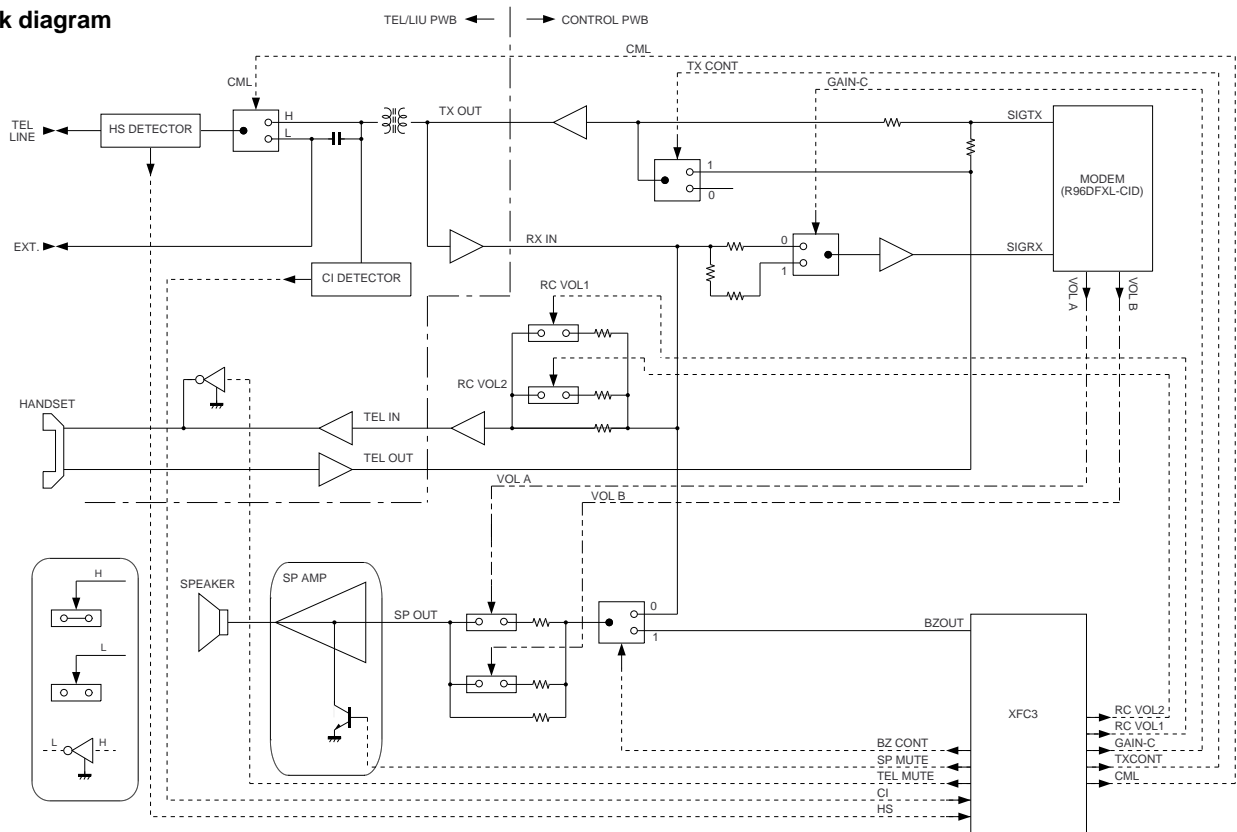 k diagram
TEL/LIU PWB
CONTROL PWB
CML
TX CONT
CML
GAIN-C
H
TX OUT
SIGTX
TEL
LINE
HS DETECTOR
L
1
0
MODEM
(R96DFXL-CID)
EXT.
RX IN
0
SIGRX
1
CI DETECTOR
RC VOL1
VOL A
VOL B
RC VOL2
HANDSET
TEL IN
TEL OUT
VOL A
VOL B
H
SPEAKER
SP AMP
SP OUT
0
1
BZOUT
L
XFC3
RC VOL2
RC VOL1
L
H
BZ CONT
GAIN-C
SP MUTE
TXCONT
TEL MUTE
CML
CI
HS